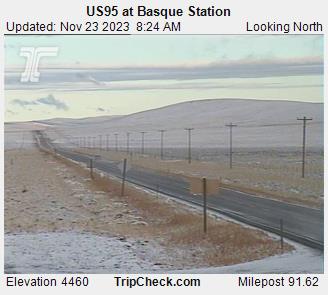 US95 at Basque Station
Updated: Nov 23 2023 8:24 AM Looking North
Elevation 4460 TripCheck.com Milepost 91.62